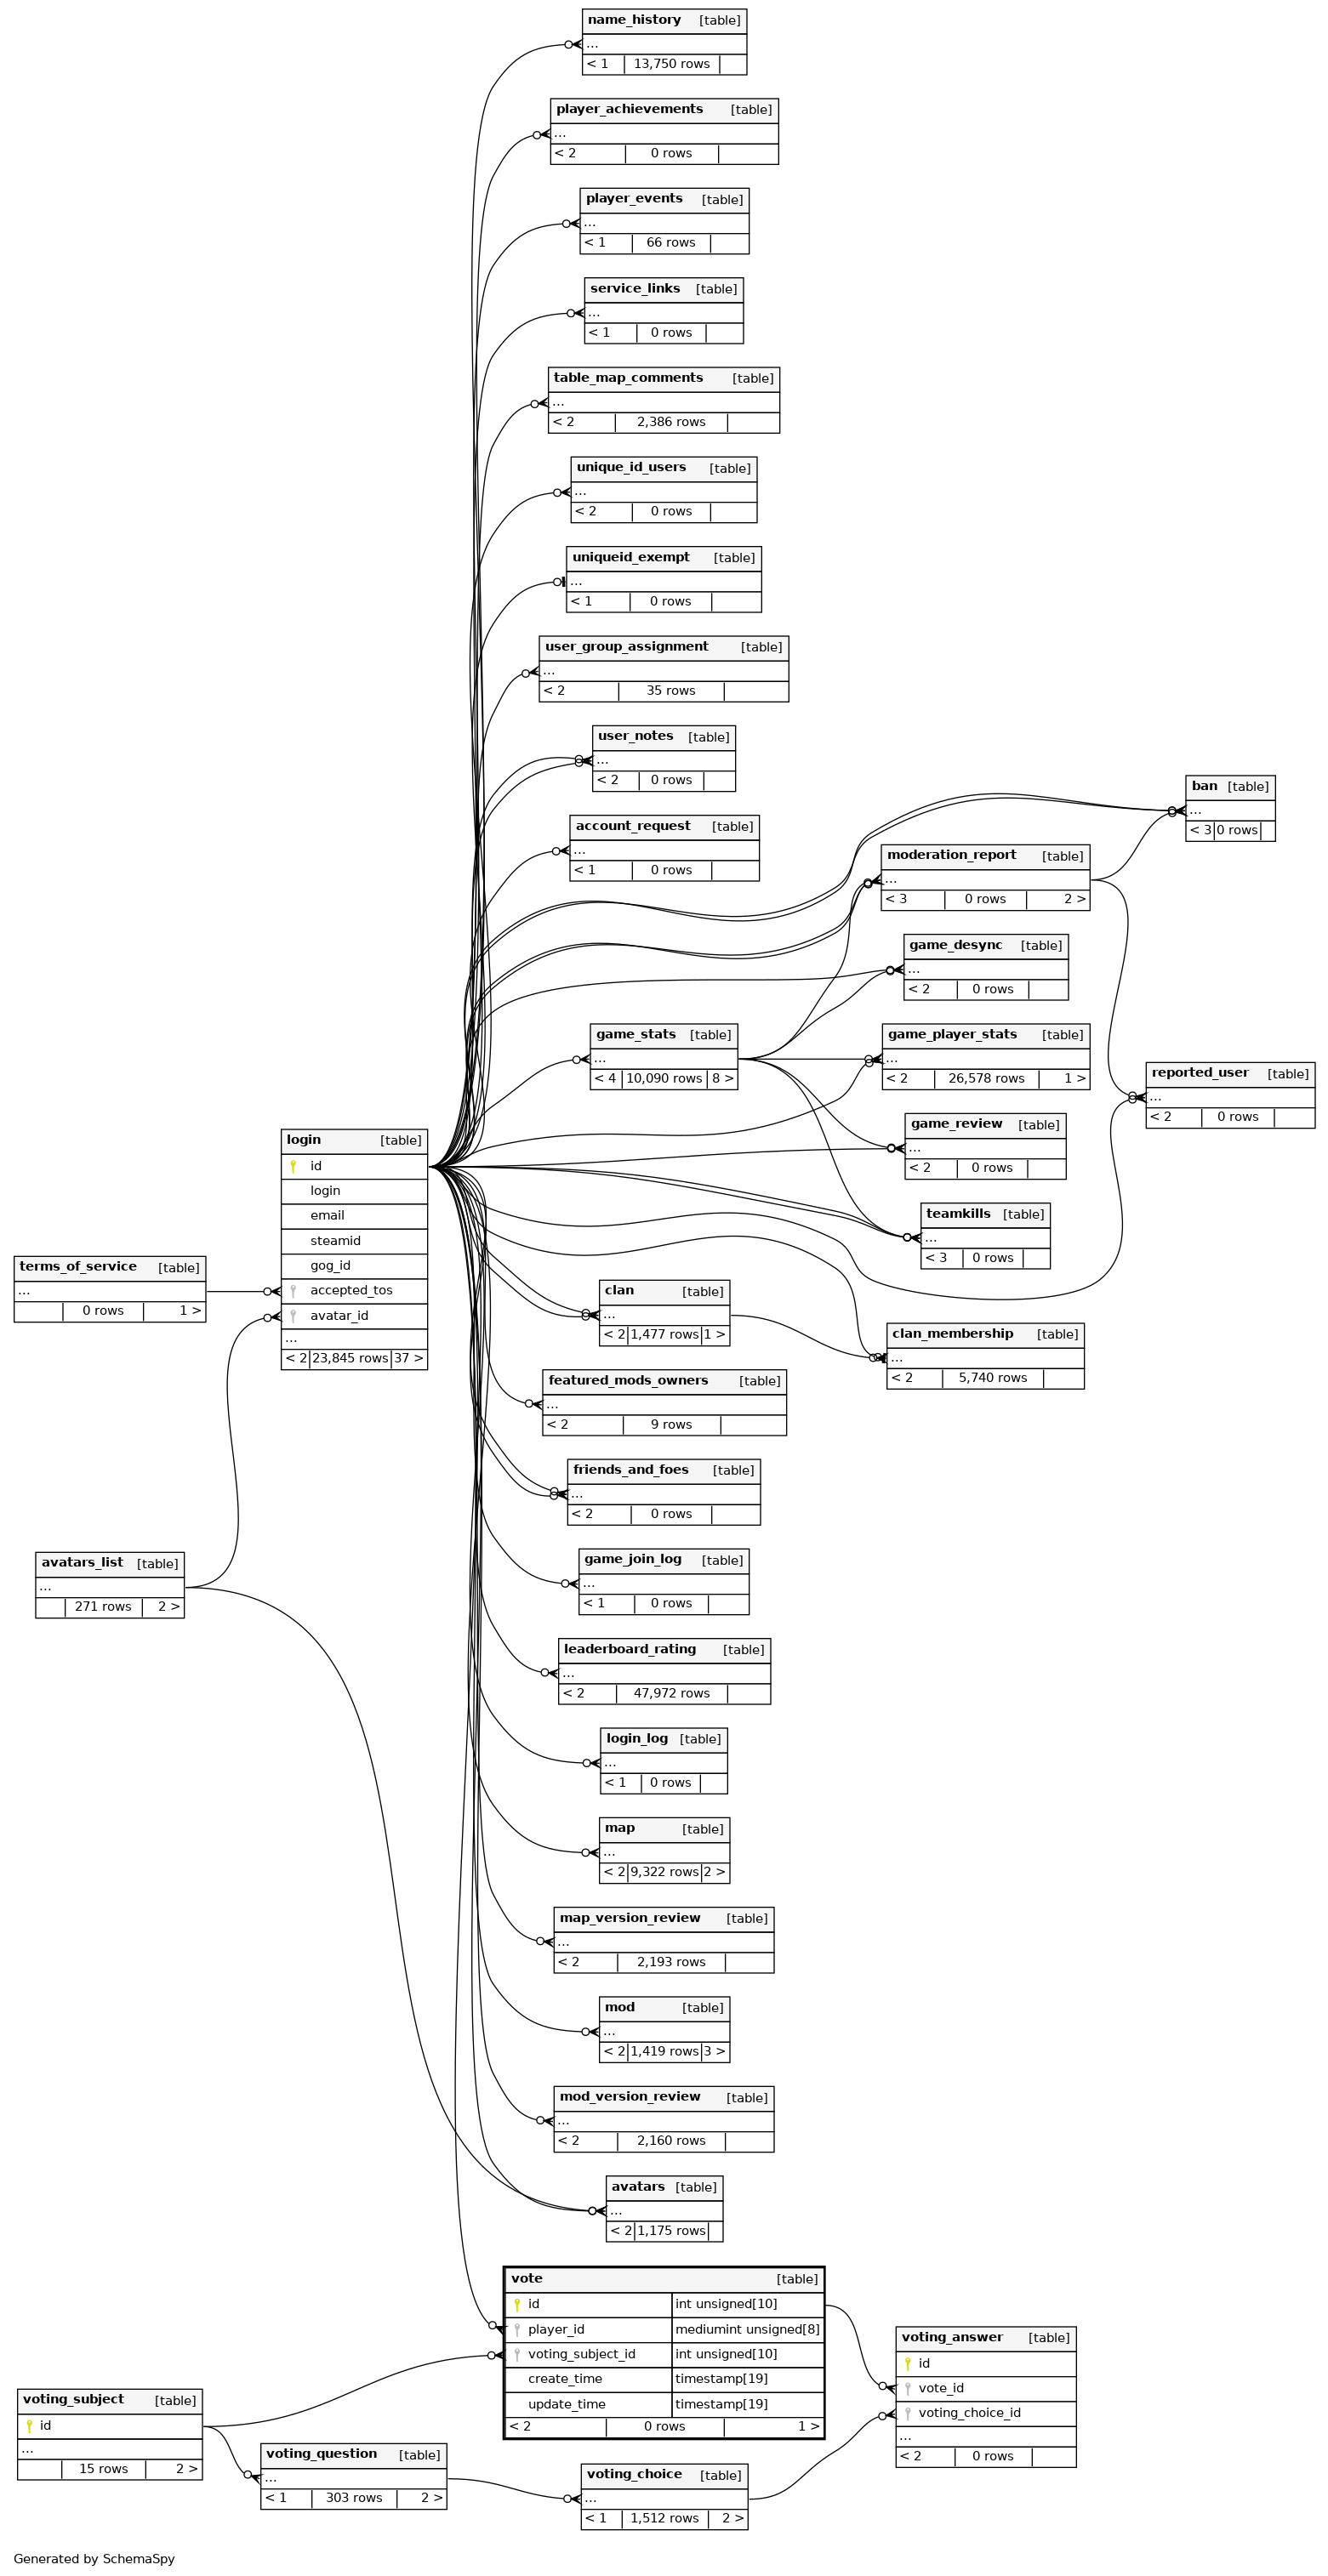 name_history [table]
...
< 1 13,750 rows
player_achievements [table]
...
< 2 0 rows
player_events [table]
...
< 1 66 rows
service_links [table]
...
< 1 0 rows
table_map_comments [table]
...
< 2 2,386 rows
unique_id_users [table]
...
< 2 0 rows
uniqueid_exempt [table]
...
< 1 0 rows
user_group_assignment [table]
...
< 2 35 rows
user_notes [table]
...
< 2 0 rows
ban [table]
...
< 3 0 rows
account_request [table]
...
< 1 0 rows
moderation_report [table]
...
< 3 0 rows 2 >
game_desync [table]
...
< 2 0 rows
game_stats [table]
...
< 4 10,090 rows 8 >
game_player_stats [table]
...
< 2 26,578 rows 1 >
reported_user [table]
...
< 2 0 rows
game_review [table]
...
< 2 0 rows
login [table]
id
login
email
steamid
gog_id
accepted_tos
avatar_id
...
< 2 23,845 rows 37 >
teamkills [table]
...
< 3 0 rows
terms_of_service [table]
...
0 rows 1 >
clan [table]
...
< 2 1,477 rows 1 >
clan_membership [table]
...
< 2 5,740 rows
featured_mods_owners [table]
...
< 2 9 rows
friends_and_foes [table]
...
< 2 0 rows
avatars_list [table]
...
271 rows 2 >
game_join_log [table]
...
< 1 0 rows
leaderboard_rating [table]
...
< 2 47,972 rows
login_log [table]
...
< 1 0 rows
map [table]
...
< 2 9,322 rows 2 >
map_version_review [table]
...
< 2 2,193 rows
mod [table]
...
< 2 1,419 rows 3 >
mod_version_review [table]
...
< 2 2,160 rows
avatars [table]
...
< 2 1,175 rows
vote [table]
id int unsigned[10]
player_id mediumint unsigned[8]
voting_subject_id int unsigned[10]
create_time timestamp[19]
update_time timestamp[19]
< 2 0 rows 1 >
voting_answer [table]
id
vote_id
voting_choice_id
...
< 2 0 rows
voting_subject [table]
id
...
15 rows 2 >
voting_question [table]
...
< 1 303 rows 2 >
voting_choice [table]
...
< 1 1,512 rows 2 >
Generated by SchemaSpy